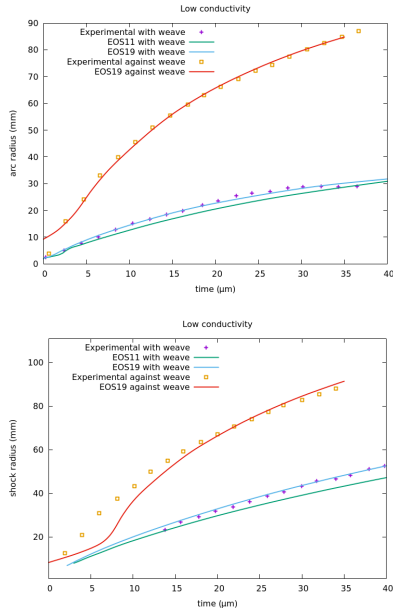 Low conductivity
Experimental with weave
EOS11 with weave
EOS19 with weave
Experimental against weave
EOS19 against weave
90
80
70
60
50
40
30
20
10
0
arc radius (mm)
0 5 10 15 20 25 30 35 40
time (μm)
Low conductivity
Experimental with weave
EOS11 with weave
EOS19 with weave
Experimental against weave
EOS19 against weave
100
80
60
40
20
shock radius (mm)
0 5 10 15 20 25 30 35 40
time (μm)